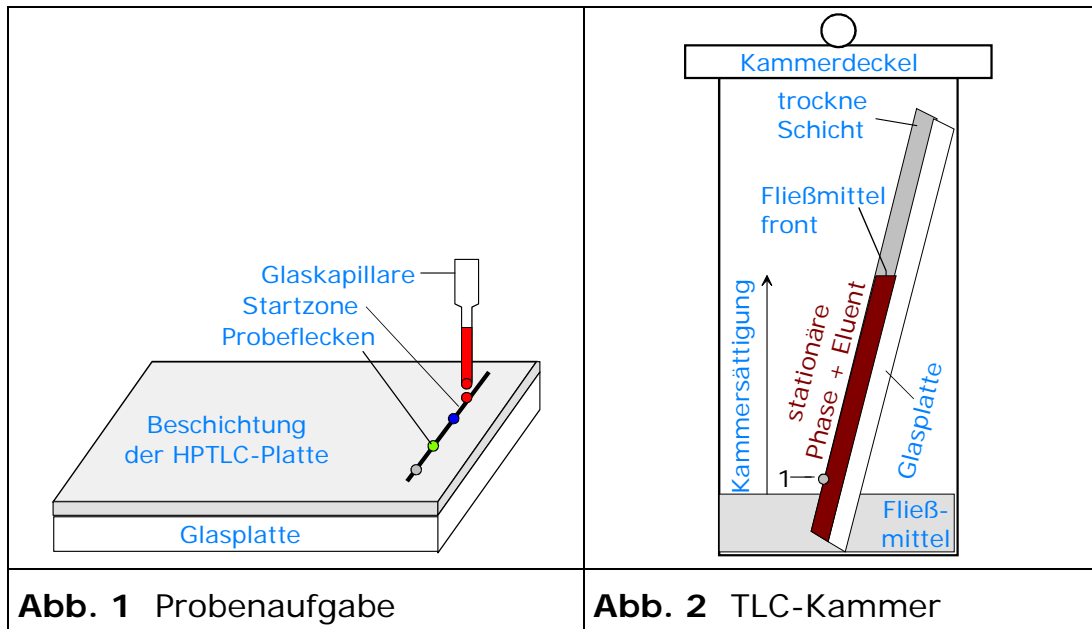 Glaskapillare
Startzone
Probeflecken
Beschichtung
der HPTLC-Platte
Glasplatte
Abb. 1 Probenaufgabe
Kammerdeckel
trockne
Schicht
Fließmittel
front
Kammersättigung
stationäre
Phase + Eluent
Glasplatte
1
Fließ-
mittel
Abb. 2 TLC-Kammer